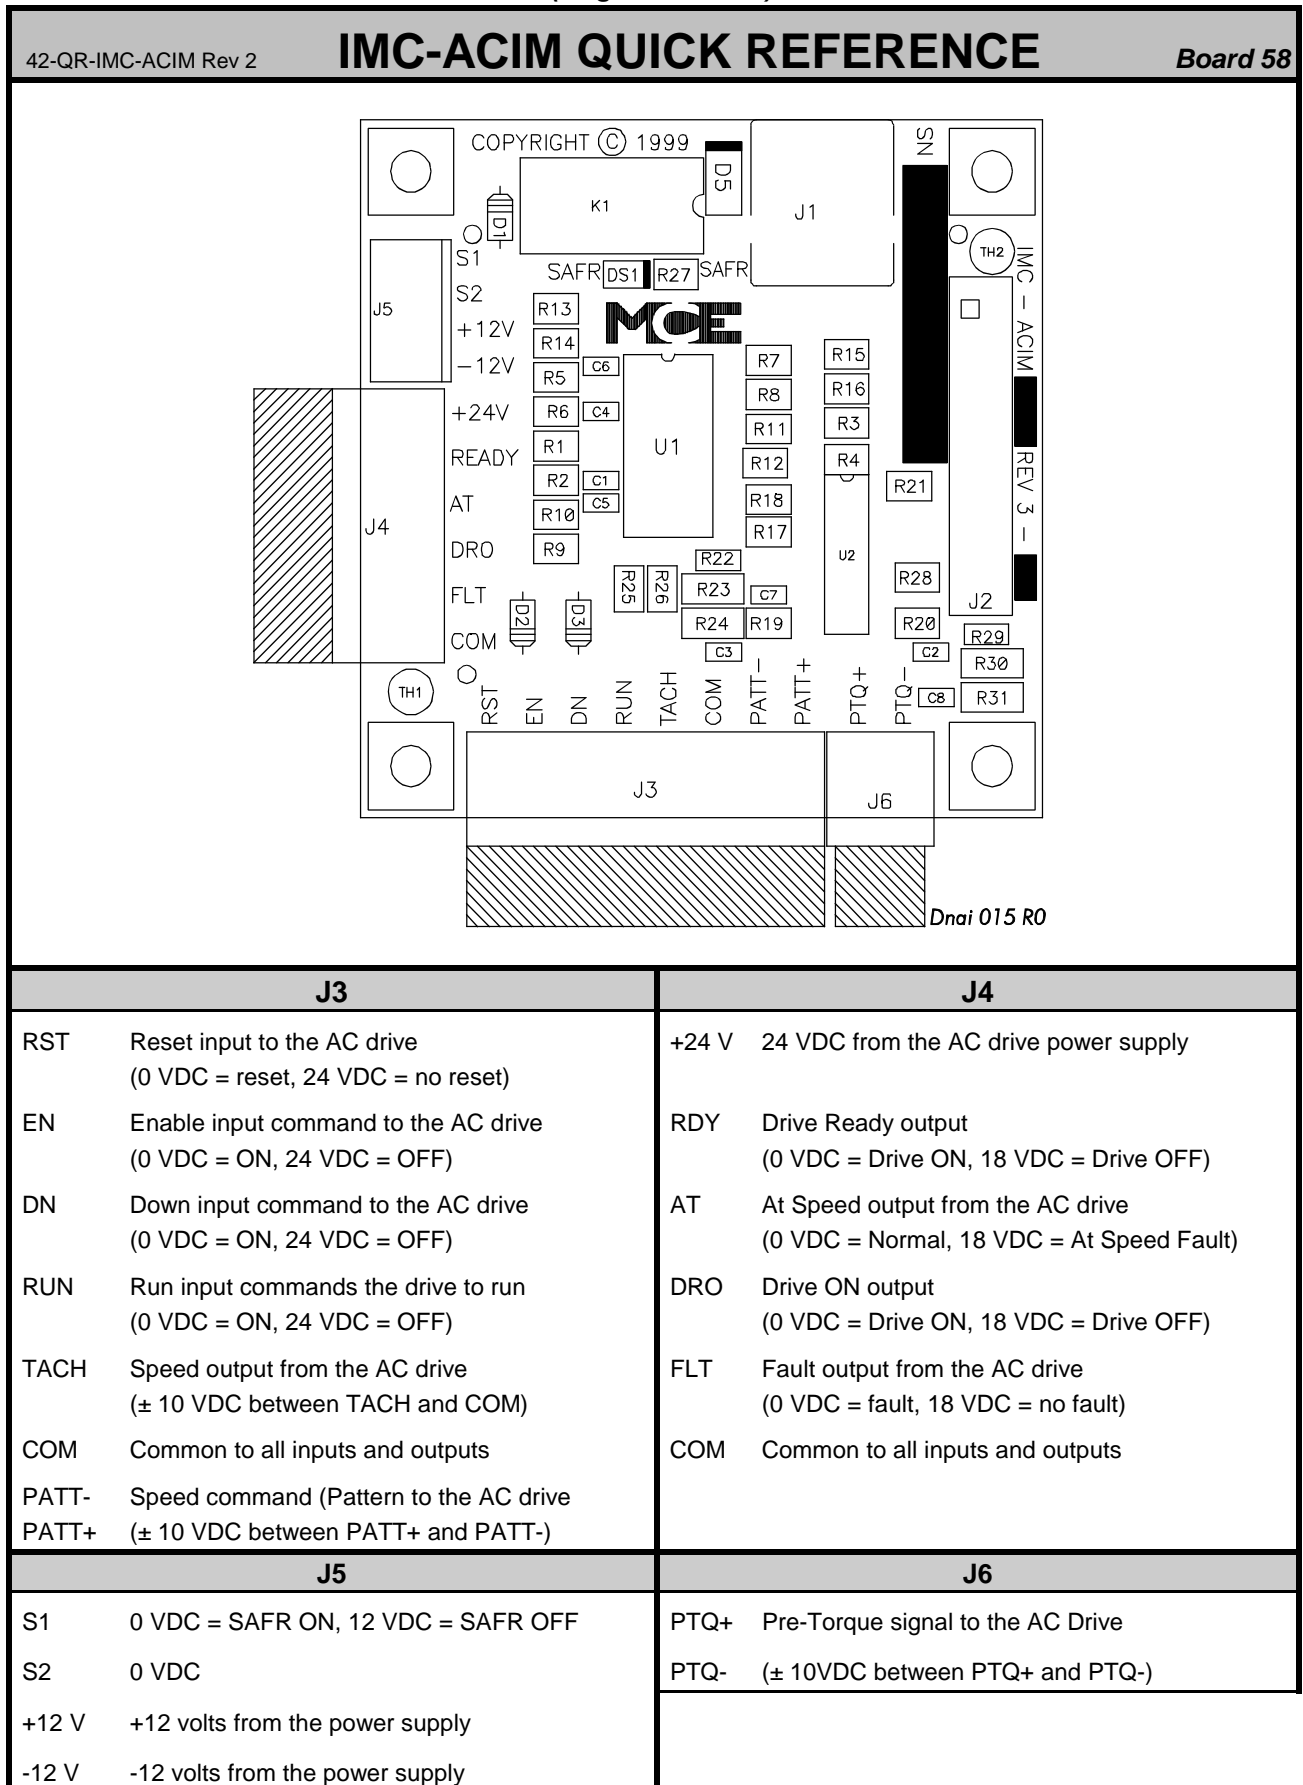 42-QR-IMC-ACIM Rev 2 IMC-ACIM QUICK REFERENCE Board 58
COPYRIGHT © 1999
SN
D5
K1
J1
D1
TH2
S1
SAFR DS1 R27 SAFR
IMC - ACIM
S2
J5
R13
MCE
+12V
R14
-12V
C6
R7
R15
R5
R8
R16
+24V
R6
C4
R11
R3
READY
R1
U1
R12
R4
REV 3 -
R2
C1
R21
AT
C5
R18
R10
J4
R17
DRO
R9
R22
U2
R25
R26
R23
C7
R28
FLT
J2
D2
D3
R24
R19
R20
R29
COM
C3
C2
R30
TH1
RST
EN
DN
RUN
TACH
COM
PATT-
PATT+
PTQ+
PTQ-
C8
R31
J3
J6
Dnai 015 R0
J3
RST Reset input to the AC drive
(0 VDC = reset, 24 VDC = no reset)
EN Enable input command to the AC drive
(0 VDC = ON, 24 VDC = OFF)
DN Down input command to the AC drive
(0 VDC = ON, 24 VDC = OFF)
RUN Run input commands the drive to run
(0 VDC = ON, 24 VDC = OFF)
TACH Speed output from the AC drive
(± 10 VDC between TACH and COM)
COM Common to all inputs and outputs
PATT- Speed command (Pattern to the AC drive
PATT+ (± 10 VDC between PATT+ and PATT-)
J4
+24 V 24 VDC from the AC drive power supply
RDY Drive Ready output
(0 VDC = Drive ON, 18 VDC = Drive OFF)
AT At Speed output from the AC drive
(0 VDC = Normal, 18 VDC = At Speed Fault)
DRO Drive ON output
(0 VDC = Drive ON, 18 VDC = Drive OFF)
FLT Fault output from the AC drive
(0 VDC = fault, 18 VDC = no fault)
COM Common to all inputs and outputs
J5
S1 0 VDC = SAFR ON, 12 VDC = SAFR OFF
S2 0 VDC
+12 V +12 volts from the power supply
-12 V -12 volts from the power supply
J6
PTQ+ Pre-Torque signal to the AC Drive
PTQ- (± 10VDC between PTQ+ and PTQ-)